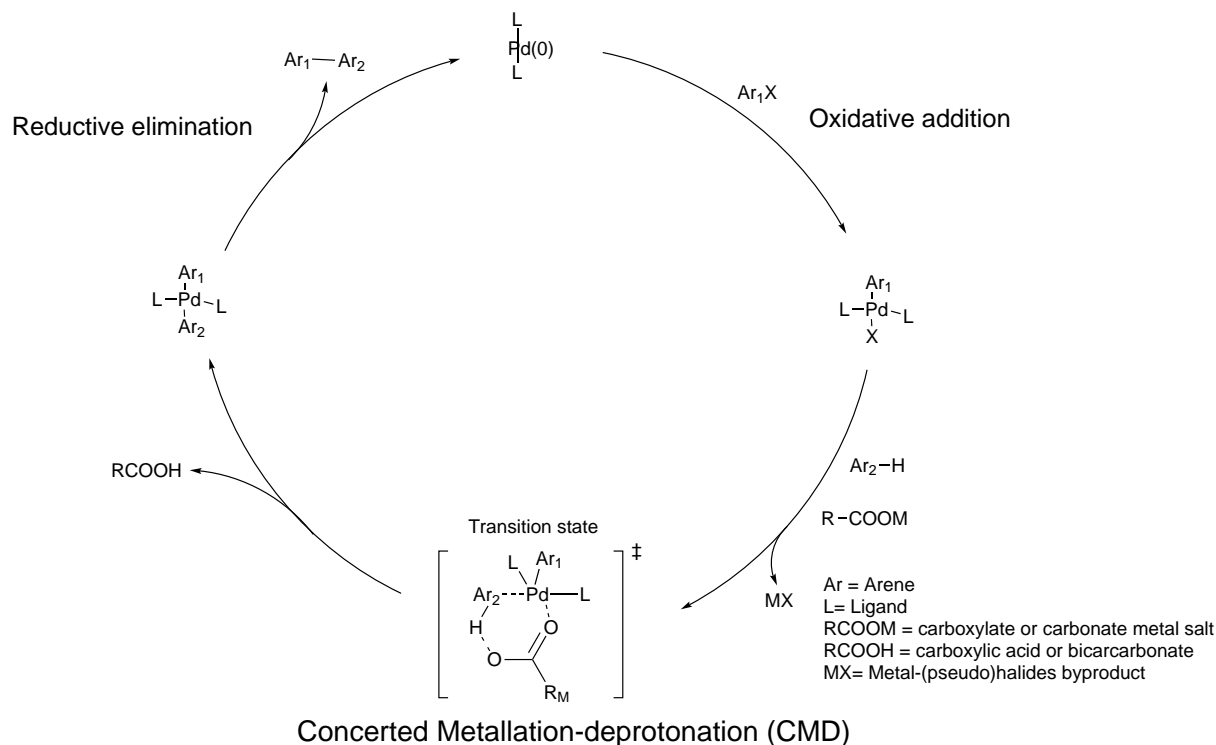 L
Pd(0)
L
Ar1—Ar2
Ar1X
Reductive elimination
Oxidative addition
Ar1
L—Pd
L
Ar2
Ar1
L—Pd
L
X
RCOOH
Ar2—H
R—COOM
MX
Transition state
‡
L
Ar1
Ar2
Pd
L
H
O
O
RM
Ar = Arene
L= Ligand
RCOOM = carboxylate or carbonate metal salt
RCOOH = carboxylic acid or bicarcarbonate
MX= Metal-(pseudo)halides byproduct
Concerted Metallation-deprotonation (CMD)